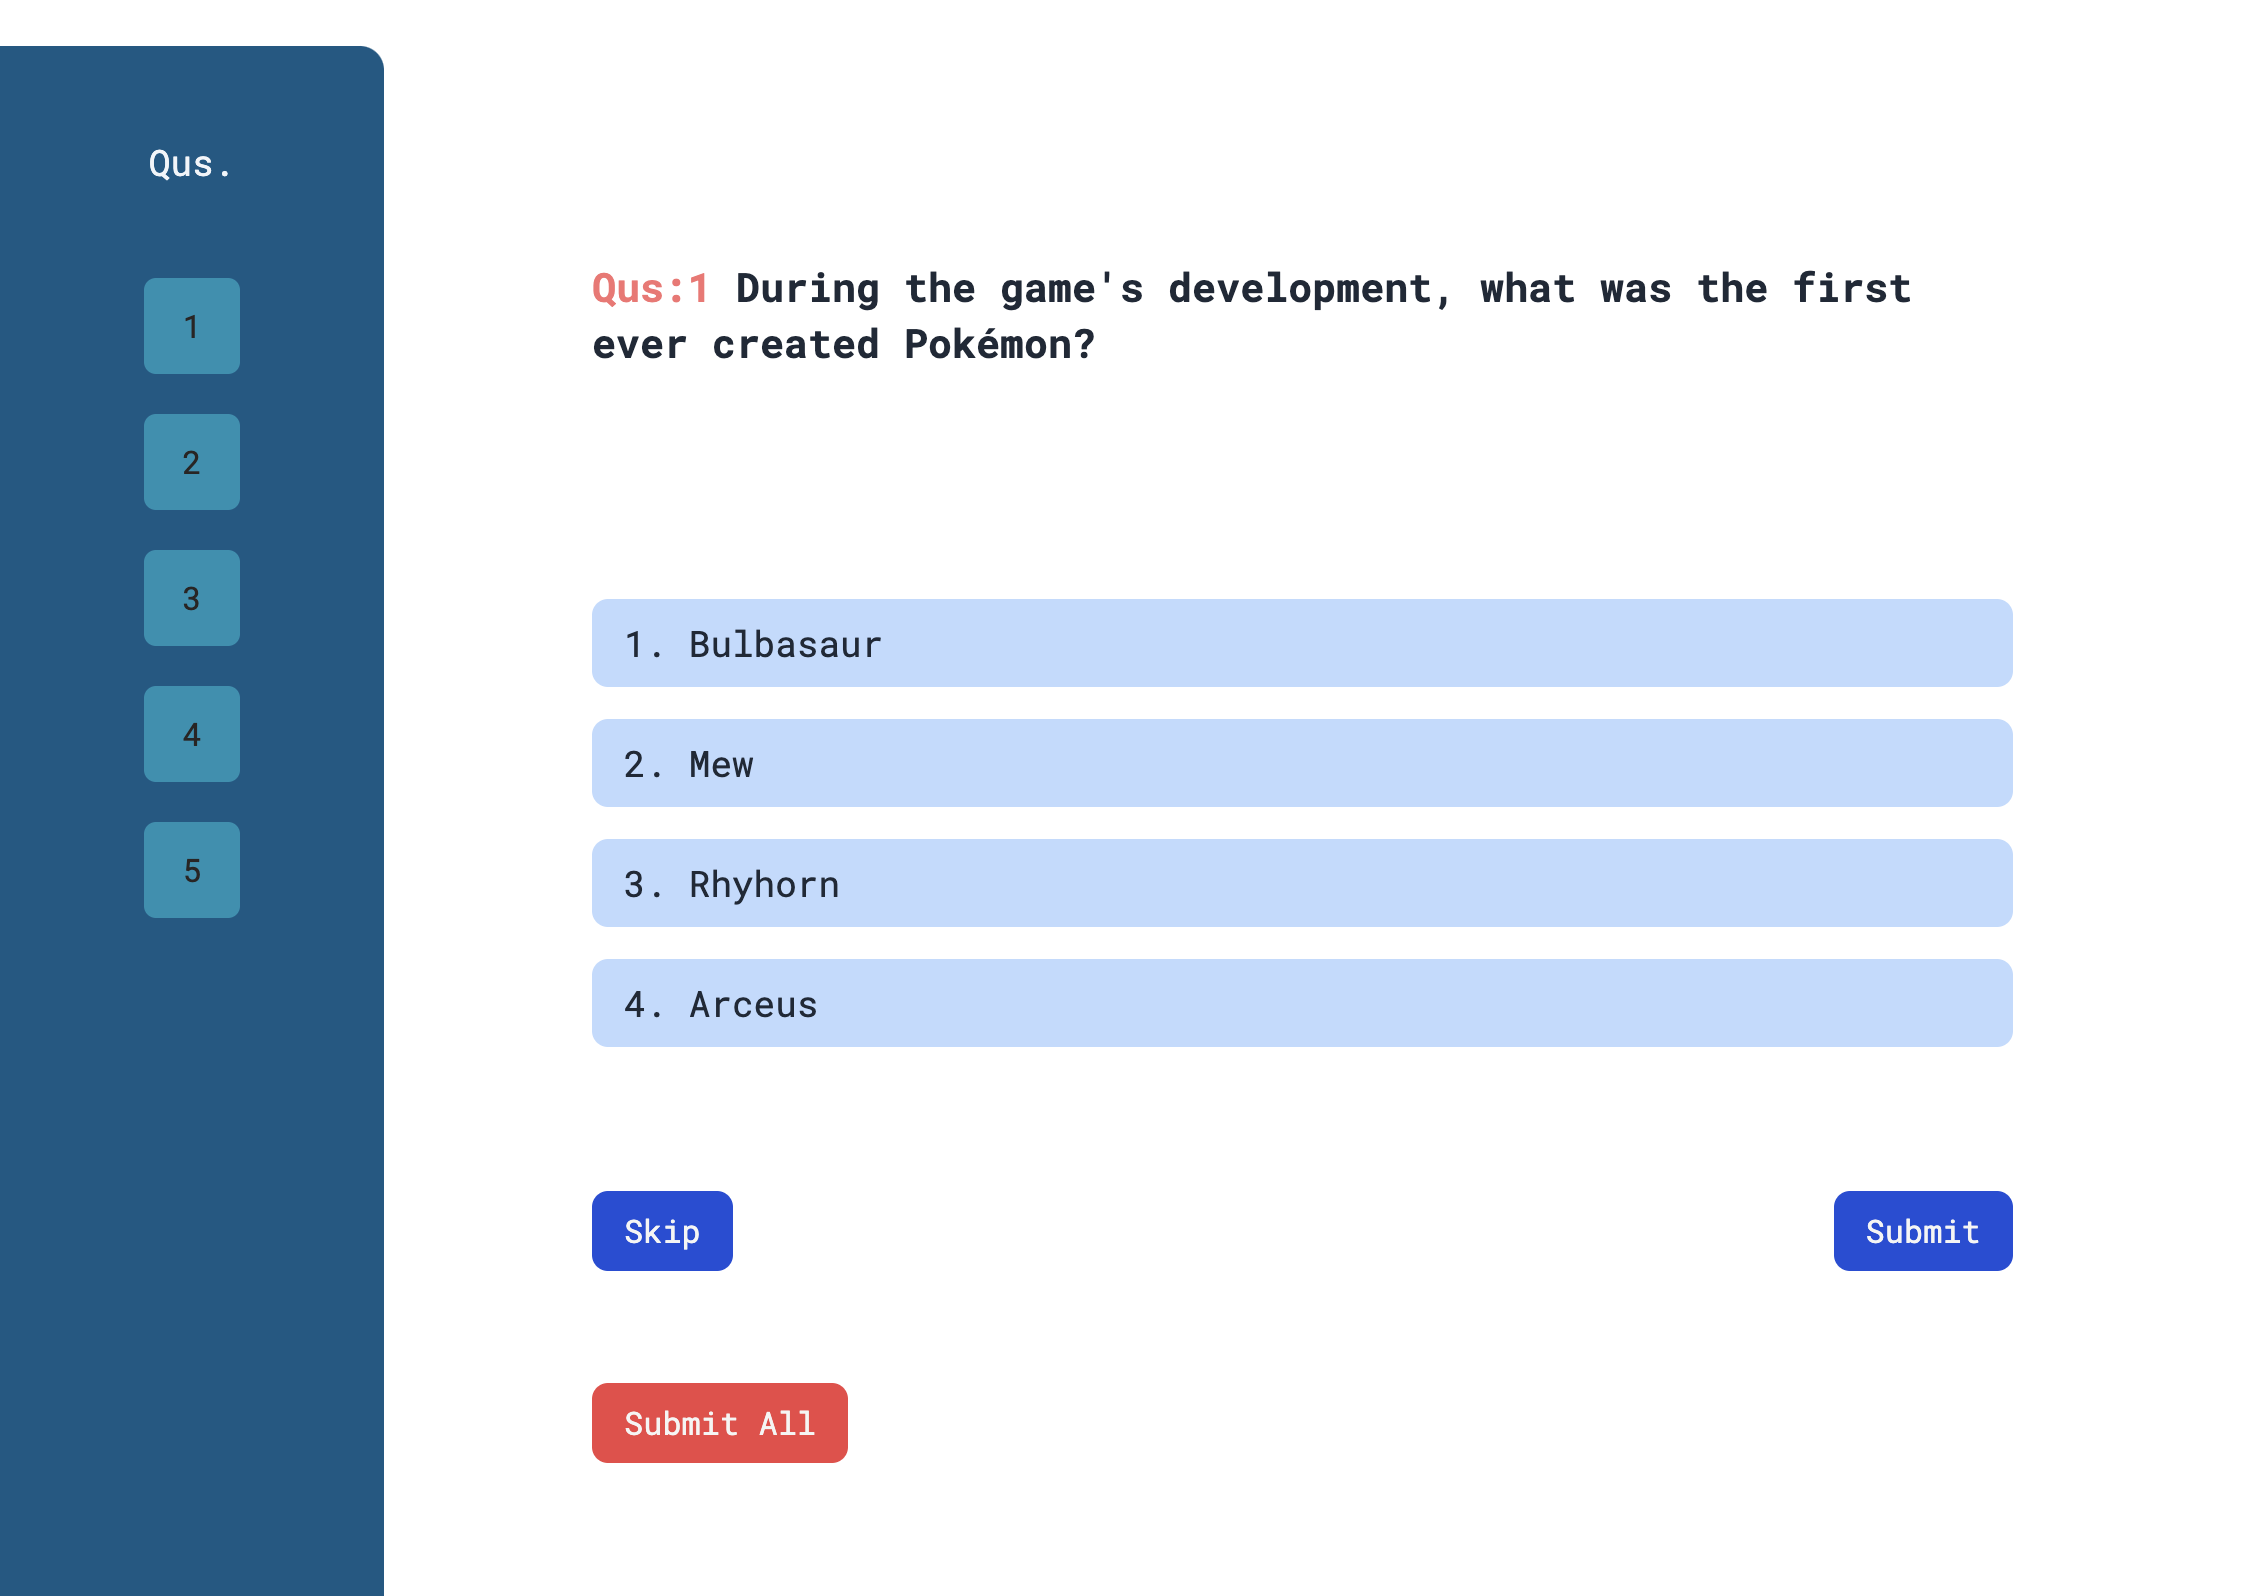 Qus.
1
2
3
4
5
Qus:1 During the game's development, what was the first
ever created Pokémon?
1. Bulbasaur
2. Mew
3. Rhyhorn
4. Arceus
Skip
Submit
Submit All